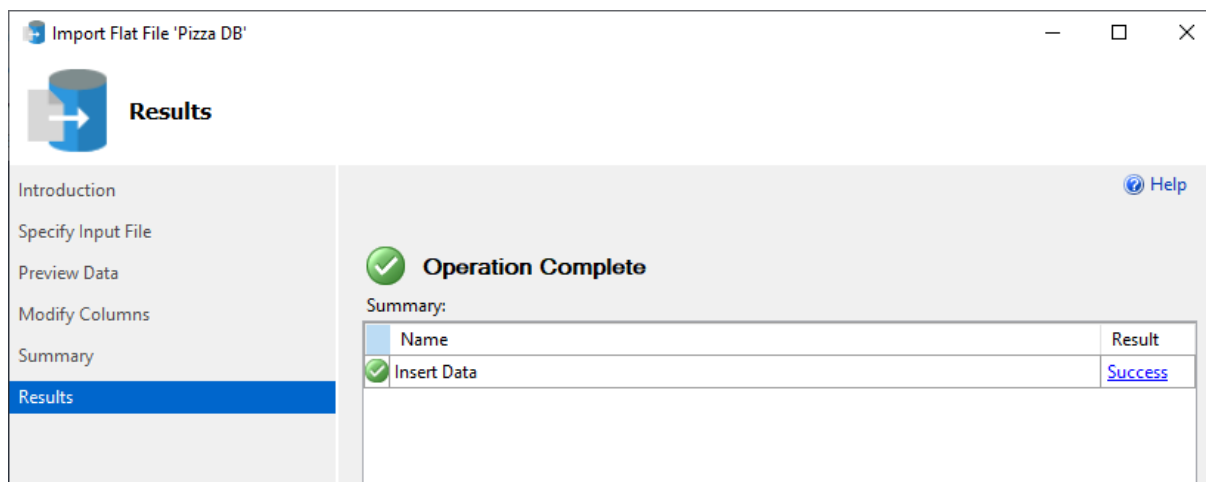 Import Flat File 'Pizza DB'
Results
Introduction
Specify Input File
Preview Data
Modify Columns
Summary
Results
Help
Operation Complete
Summary:
Name Result
Insert Data Success